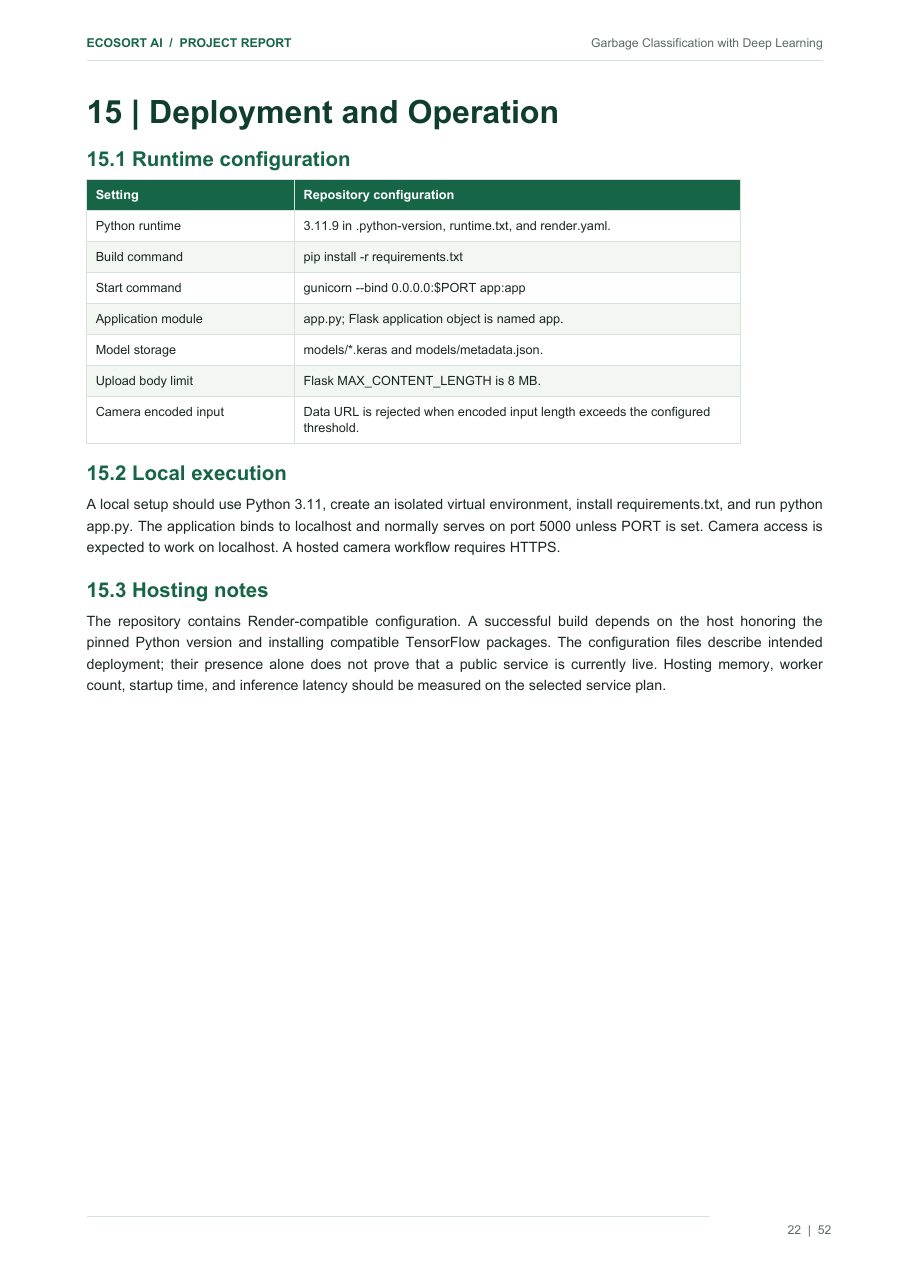 ECOSORT AI / PROJECT REPORT
Garbage Classification with Deep Learning
15 | Deployment and Operation
15.1 Runtime configuration
Setting
Repository configuration
Python runtime
3.11.9 in .python-version, runtime.txt, and render.yaml.
Build command
pip install -r requirements.txt
Start command
gunicorn --bind 0.0.0.0:$PORT app:app
Application module
app.py; Flask application object is named app.
Model storage
models/*.keras and models/metadata.json.
Upload body limit
Flask MAX_CONTENT_LENGTH is 8 MB.
Camera encoded input
Data URL is rejected when encoded input length exceeds the configured
threshold.
15.2 Local execution
A local setup should use Python 3.11, create an isolated virtual environment, install requirements.txt, and run python
app.py. The application binds to localhost and normally serves on port 5000 unless PORT is set. Camera access is
expected to work on localhost. A hosted camera workflow requires HTTPS.
15.3 Hosting notes
The repository contains Render-compatible configuration. A successful build depends on the host honoring the
pinned Python version and installing compatible TensorFlow packages. The configuration files describe intended
deployment; their presence alone does not prove that a public service is currently live. Hosting memory, worker
count, startup time, and inference latency should be measured on the selected service plan.
22 | 52